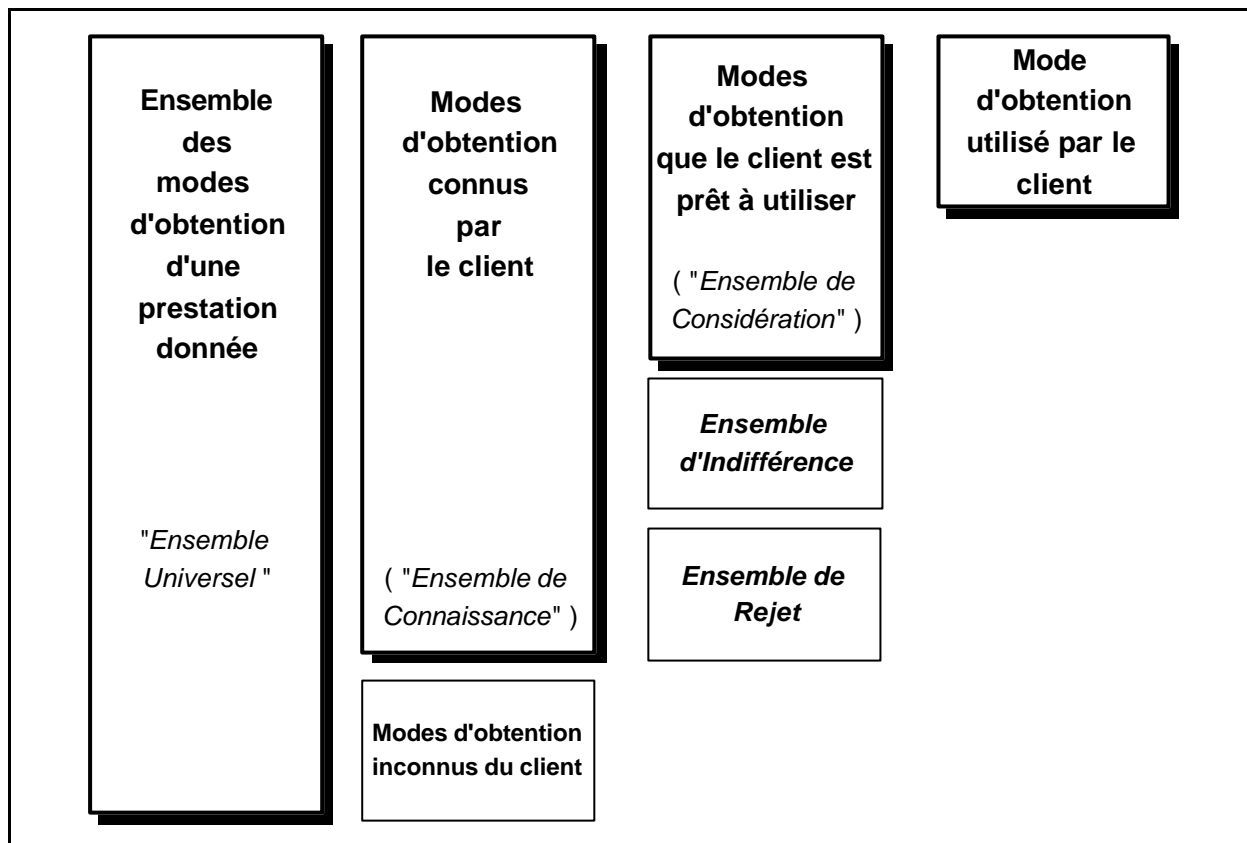 Ensemble
des
modes
d'obtention
d'une
prestation
donnée
"Ensemble
Universel "
Modes
d'obtention
connus
par
le client
( "Ensemble de
Connaissance" )
Modes d'obtention
inconnus du client
Modes
d'obtention
que le client est
prêt à utiliser
( "Ensemble de
Considération" )
Ensemble
d'Indifférence
Ensemble de
Rejet
Mode
d'obtention
utilisé par le
client